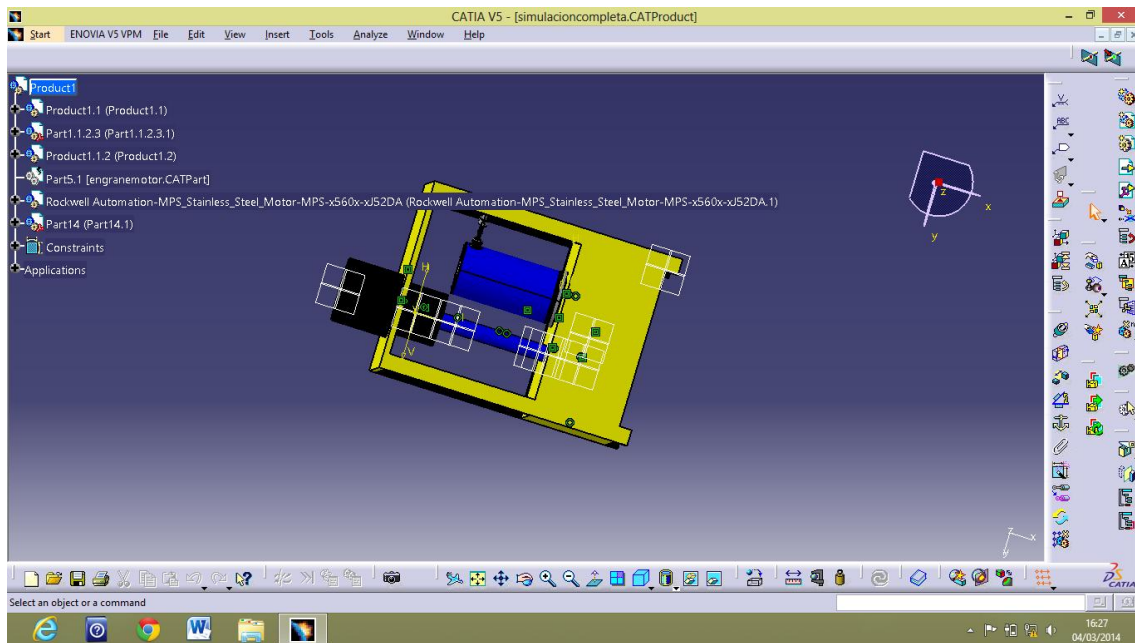 CATIA V5 - [simulacioncompleta.CATProduct]
Start ENOVIA V5 VPM File Edit View Insert Tools Analyze Window Help
Product1
Product1.1 (Product1.1)
Part1.1.2.3 (Part1.1.2.3.1)
Product1.1.2 (Product1.2)
Part5.1 [engranemotor.CATPart]
Rockwell Automation-MPS_Stainless_Steel_Motor-MPS-x560x-xJ52DA (Rockwell Automation-MPS_Stainless_Steel_Motor-MPS-x560x-xJ52DA.1)
Part14 (Part14.1)
Constraints
Applications
z
x
y
H
V
z x
y
ABC
CATIA
Select an object or a command
16:27
04/03/2014